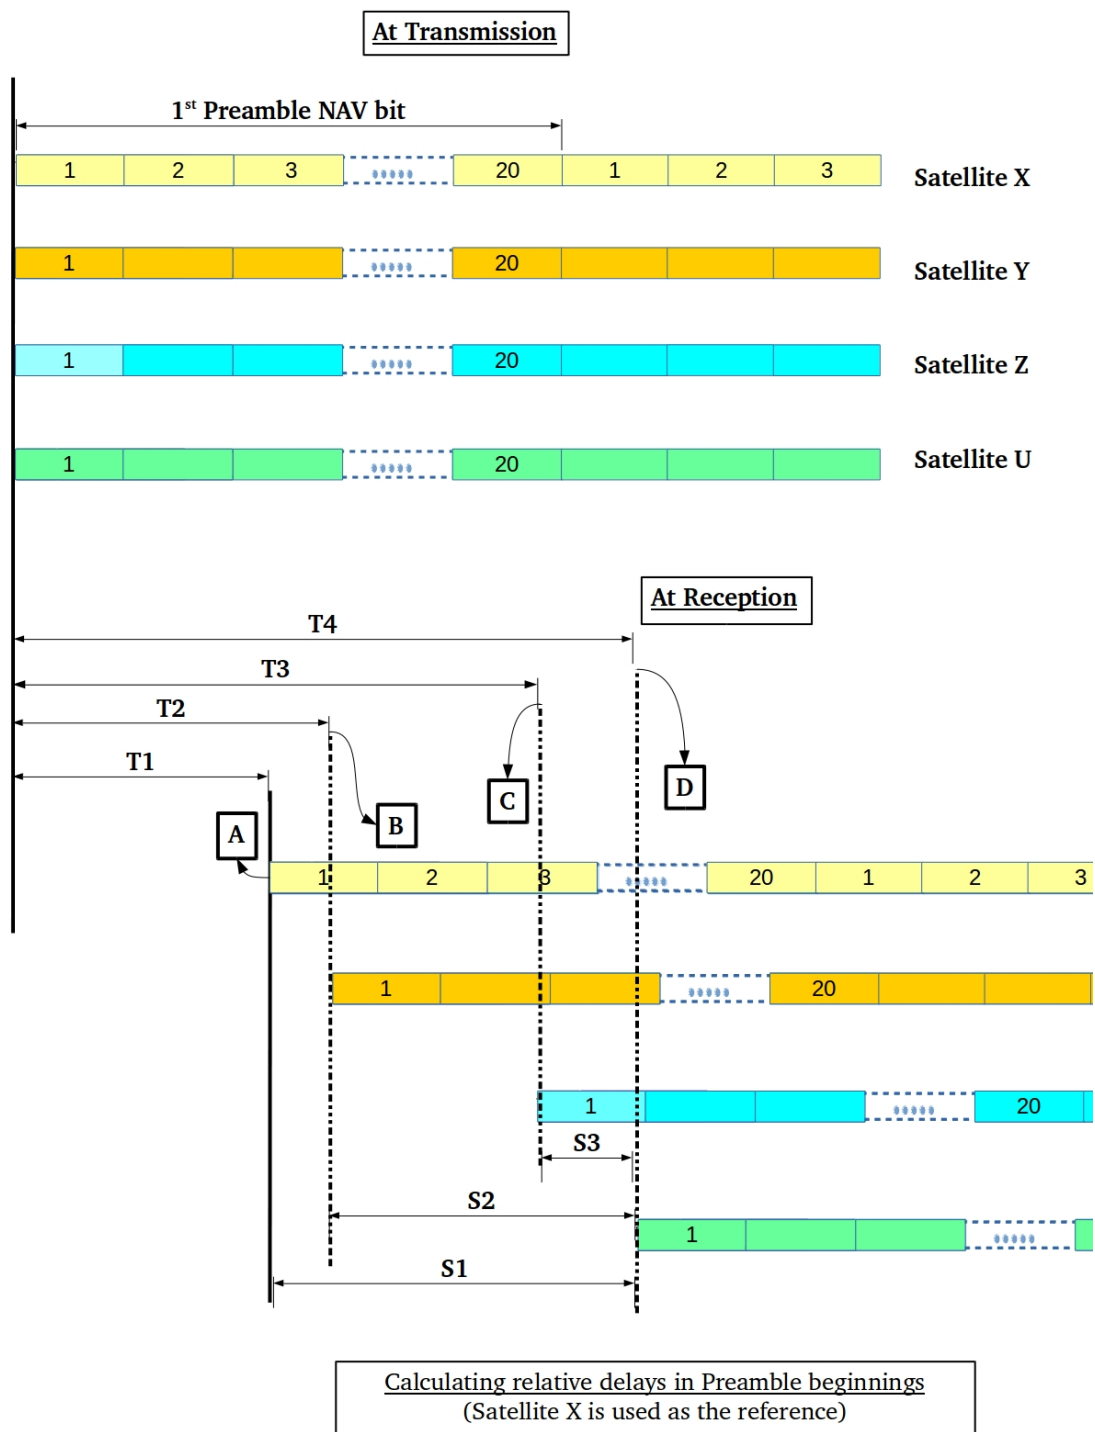 At Transmission
1st Preamble NAV bit
1 2 3 20 1 2 3
Satellite X
1 20
Satellite Y
1 20
Satellite Z
1 20
Satellite U
At Reception
T4
T3
T2
T1
A
B
C
D
1 2 3 20 1 2 3
1 20
1 20
S3
S2
1
S1
Calculating relative delays in Preamble beginnings
(Satellite X is used as the reference)